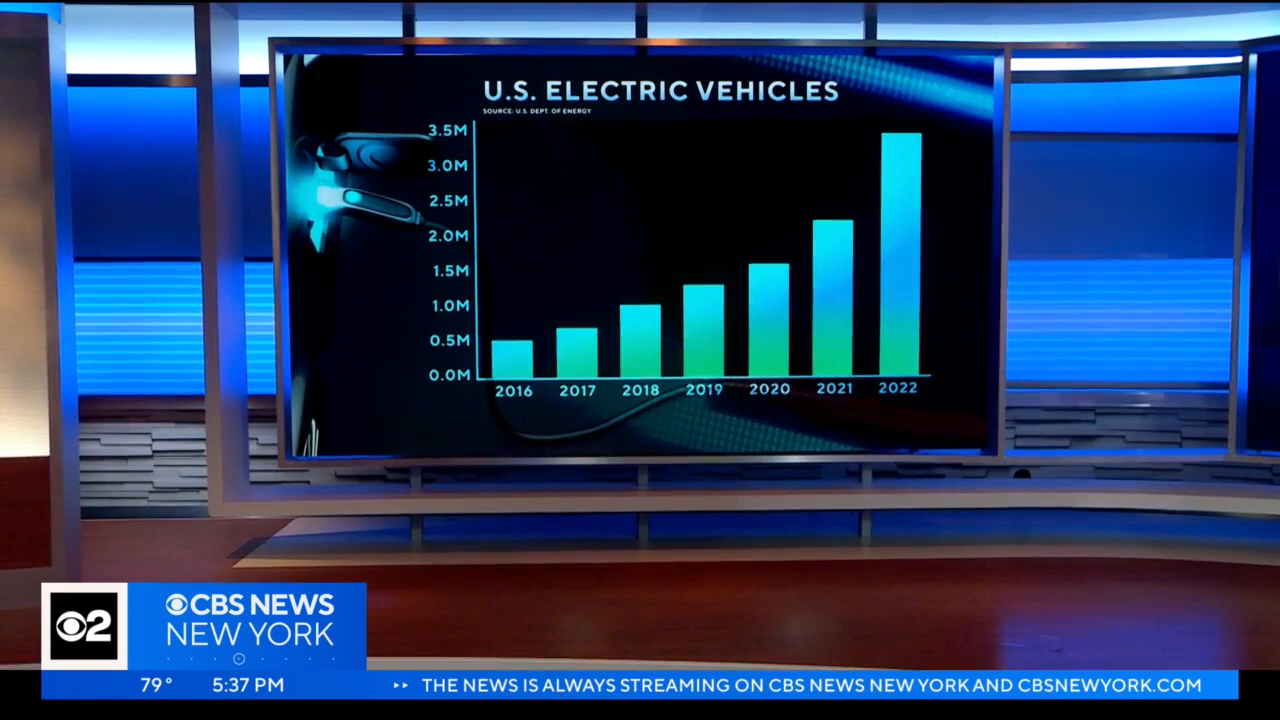 U.S. ELECTRIC VEHICLES
SOURCE: U.S. DEPT. OF ENERGY
3.5M
3.0M
2.5M
2.0M
1.5M
1.0M
0.5M
0.0M
2016 2017 2018 2019 2020 2021 2022
2 CBS NEWS
NEW YORK
79° 5:37 PM THE NEWS IS ALWAYS STREAMING ON CBS NEWS NEW YORK AND CBSNEWYORK.COM